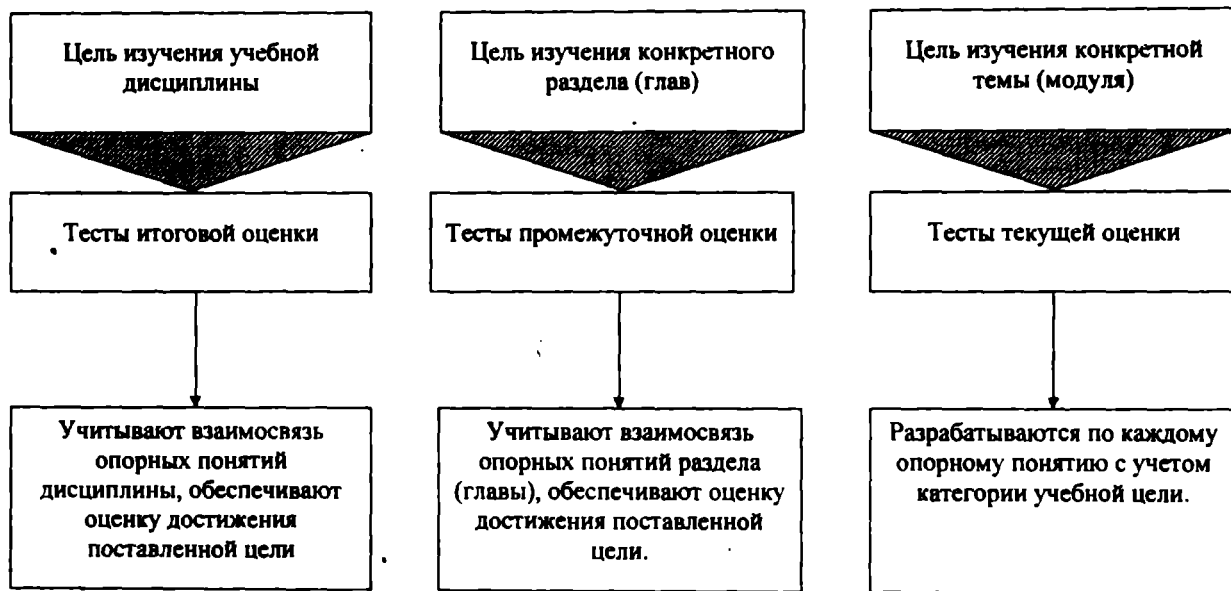 Цель изучения учебной
дисциплины
Цель изучения конкретного
раздела (глав)
Цель изучения конкретной
темы (модуля)
Тесты итоговой оценки
Тесты промежуточной оценки
Тесты текущей оценки
Учитывают взаимосвязь
опорных понятий
дисциплины, обеспечивают
оценку достижения
поставленной цели
Учитывают взаимосвязь
опорных понятий раздела
(главы), обеспечивают оценку
достижения поставленной
цели.
Разрабатываются по каждому
опорному понятию с учетом
категории учебной цели.